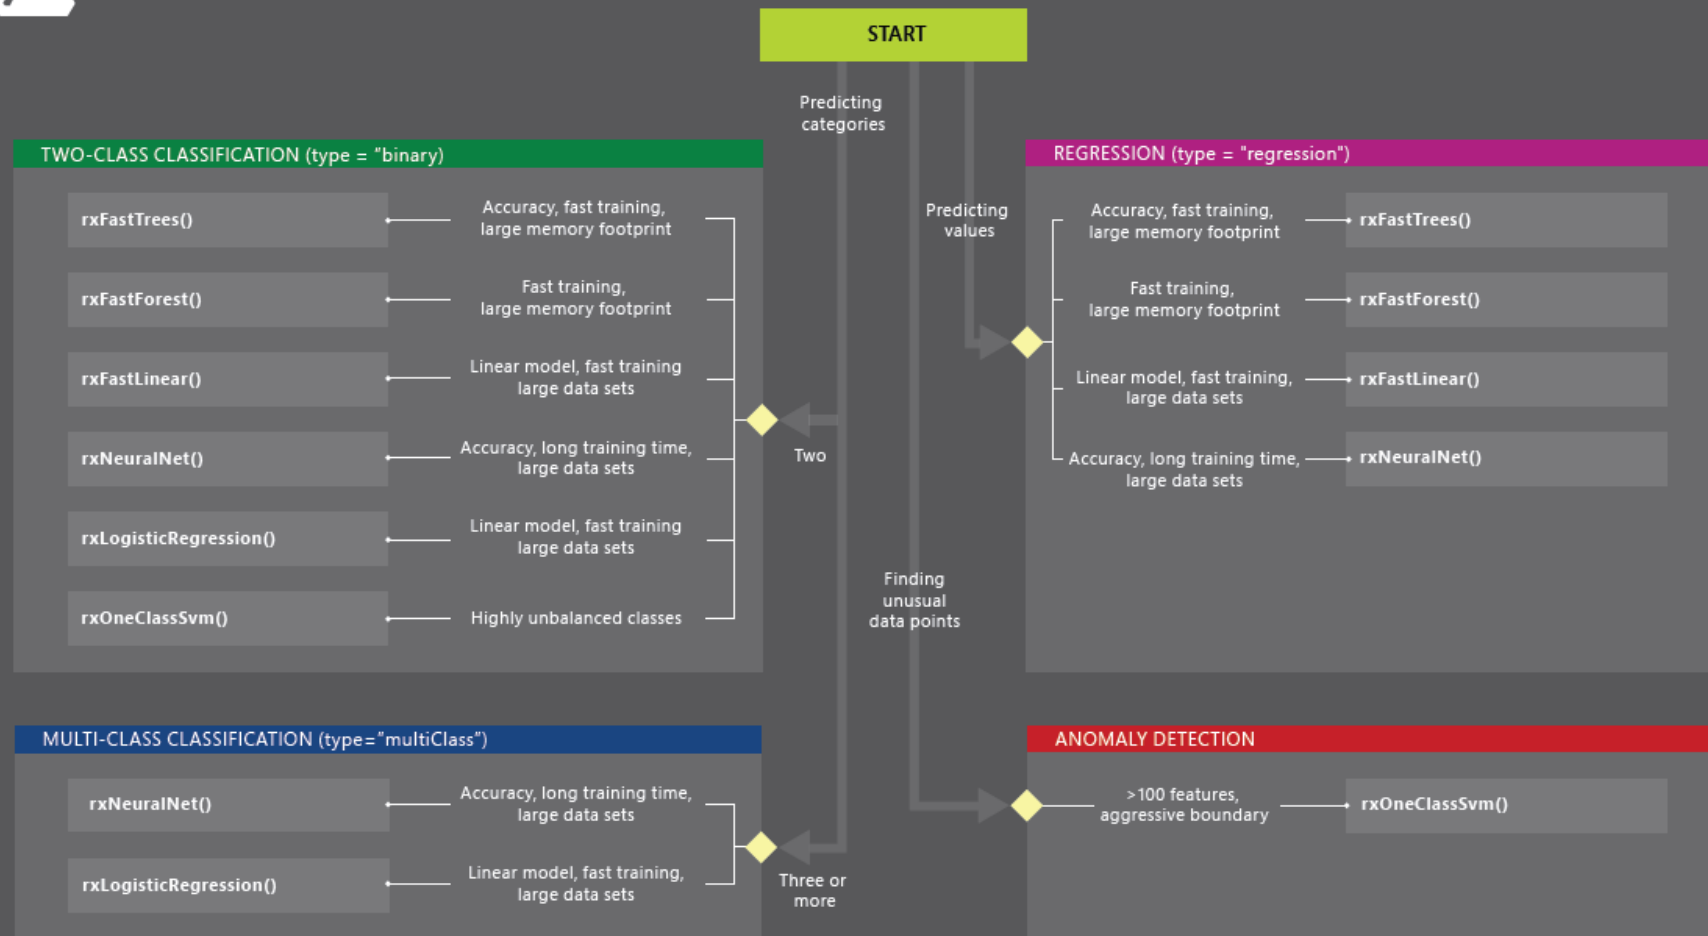 START
Predicting
categories
TWO-CLASS CLASSIFICATION (type = "binary)
rxFastTrees()
Accuracy, fast training,
large memory footprint
rxFastForest()
Fast training,
large memory footprint
rxFastLinear()
Linear model, fast training
large data sets
rxNeuralNet()
Accuracy, long training time,
large data sets
rxLogisticRegression()
Linear model, fast training
large data sets
rxOneClassSvm()
Highly unbalanced classes
Two
Predicting
values
REGRESSION (type = "regression")
Accuracy, fast training,
large memory footprint
rxFastTrees()
Fast training,
large memory footprint
rxFastForest()
Linear model, fast training,
large data sets
rxFastLinear()
Accuracy, long training time,
large data sets
rxNeuralNet()
Finding
unusual
data points
MULTI-CLASS CLASSIFICATION (type="multiClass")
rxNeuralNet()
Accuracy, long training time,
large data sets
rxLogisticRegression()
Linear model, fast training,
large data sets
Three or
more
ANOMALY DETECTION
>100 features,
aggressive boundary
rxOneClassSvm()